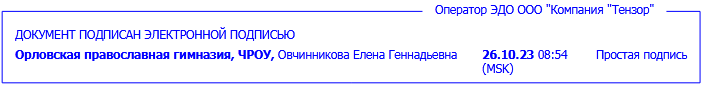 Оператор ЭДО ООО "Компания "Тензор"
ДОКУМЕНТ ПОДПИСАН ЭЛЕКТРОННОЙ ПОДПИСЬЮ
Орловская православная гимназия, ЧРОУ, Овчинникова Елена Геннадьевна 26.10.23 08:54 Простая подпись
(MSK)